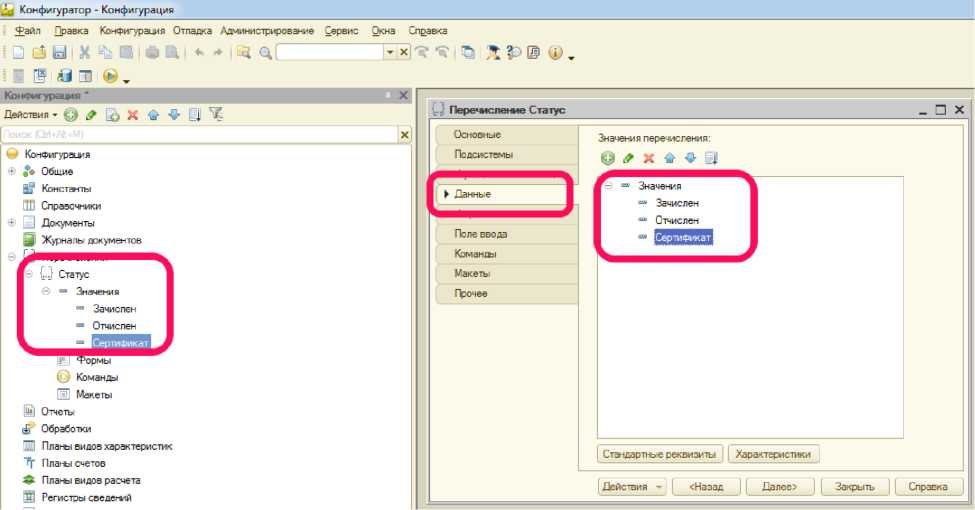 Конфигуратор - Конфигурация
Файл Правка Конфигурация Отладка Администрирование Сервис Окна Справка
Конфигурация *
Действия
Поиск (Ctrl+Alt+M)
Конфигурация
Общие
Константы
Справочники
Документы
Журналы документов
Статус
Значения
Зачислен
Отчислен
Сертификат
Формы
Команды
Макеты
Отчеты
Обработки
Планы видов характеристик
Планы счетов
Планы видов расчета
Регистры сведений
Перечисление Статус
Основные
Подсистемы
Данные
Поле ввода
Команды
Макеты
Прочее
Значения перечисления:
Значения
Зачислен
Отчислен
Сертификат
Стандартные реквизиты Характеристики
Действия <Назад Далее> Закрыть Справка